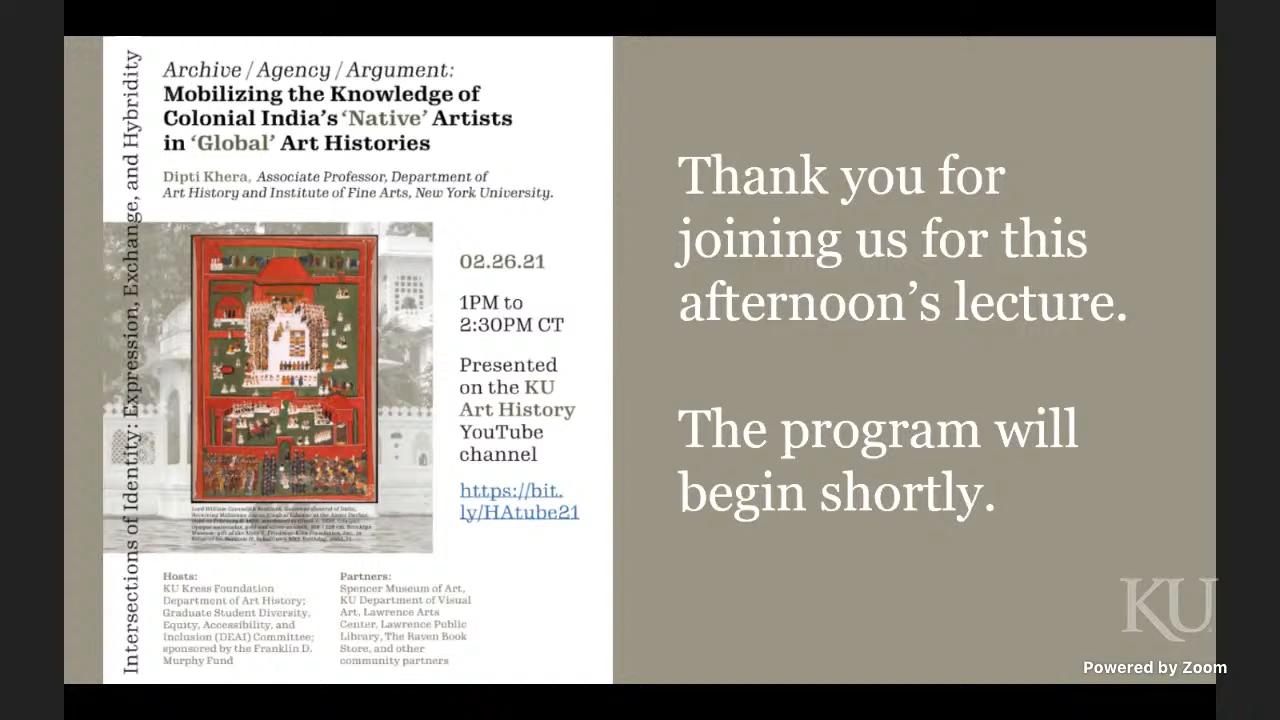 Intersections of Identity: Expression, Exchange, and Hybridity
Archive / Agency / Argument:
Mobilizing the Knowledge of
Colonial India's 'Native' Artists
in 'Global' Art Histories
Dipti Khera, Associate Professor, Department of
Art History and Institute of Fine Arts, New York University.
02.26.21
1PM to
2:30PM CT
Presented
on the KU
Art History
YouTube
channel
https://bit.
ly/HAtube21
Hosts:
KU Kress Foundation
Department of Art History;
Graduate Student Diversity,
Equity, Accessibility, and
Inclusion (DEAI) Committee;
sponsored by the Franklin D.
Murphy Fund
Partners:
Spencer Museum of Art,
KU Department of Visual
Art, Lawrence Arts
Center, Lawrence Public
Library, The Raven Book
Store, and other
community partners
Thank you for
joining us for this
afternoon's lecture.
The program will
begin shortly.
KU
Powered by Zoom